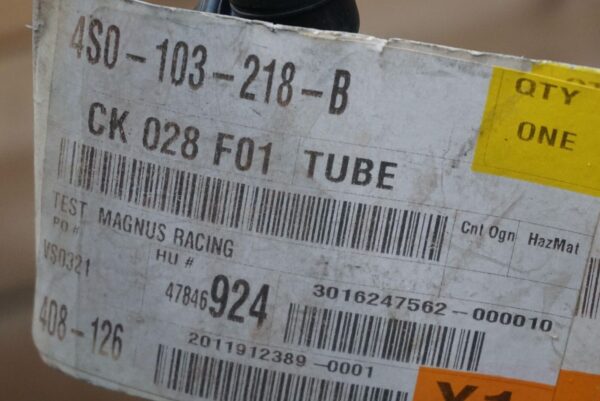 4S0-103-218-B
QTY
ONE
CK 028 F01 TUBE
TEST MAGNUS RACING
Cnt Ogn HazMat
PO # HU #
VS0321
47846924
3016247562-000010
408-126
2011912389-0001